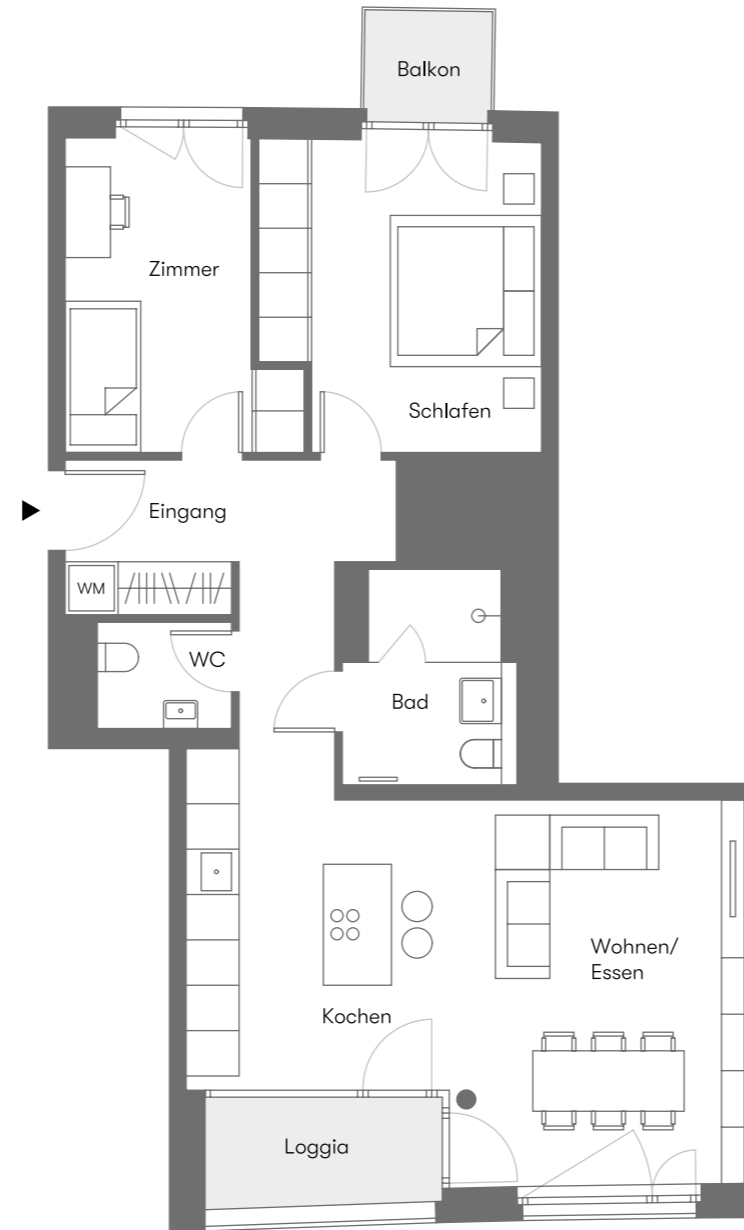 Balkon
Zimmer
Schlafen
Eingang
WM
WC
Bad
Wohnen/
Essen
Kochen
Loggia